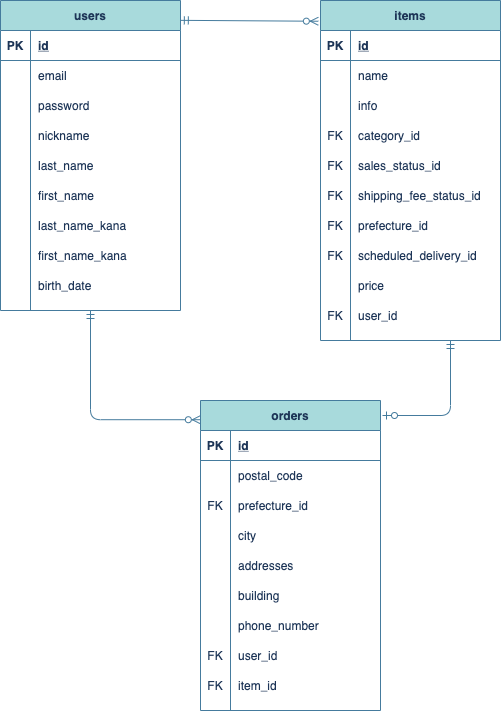 users
PK id
email
password
nickname
last_name
first_name
last_name_kana
first_name_kana
birth_date
items
PK id
name
info
FK category_id
FK sales_status_id
FK shipping_fee_status_id
FK prefecture_id
FK scheduled_delivery_id
price
FK user_id
orders
PK id
postal_code
FK prefecture_id
city
addresses
building
phone_number
FK user_id
FK item_id